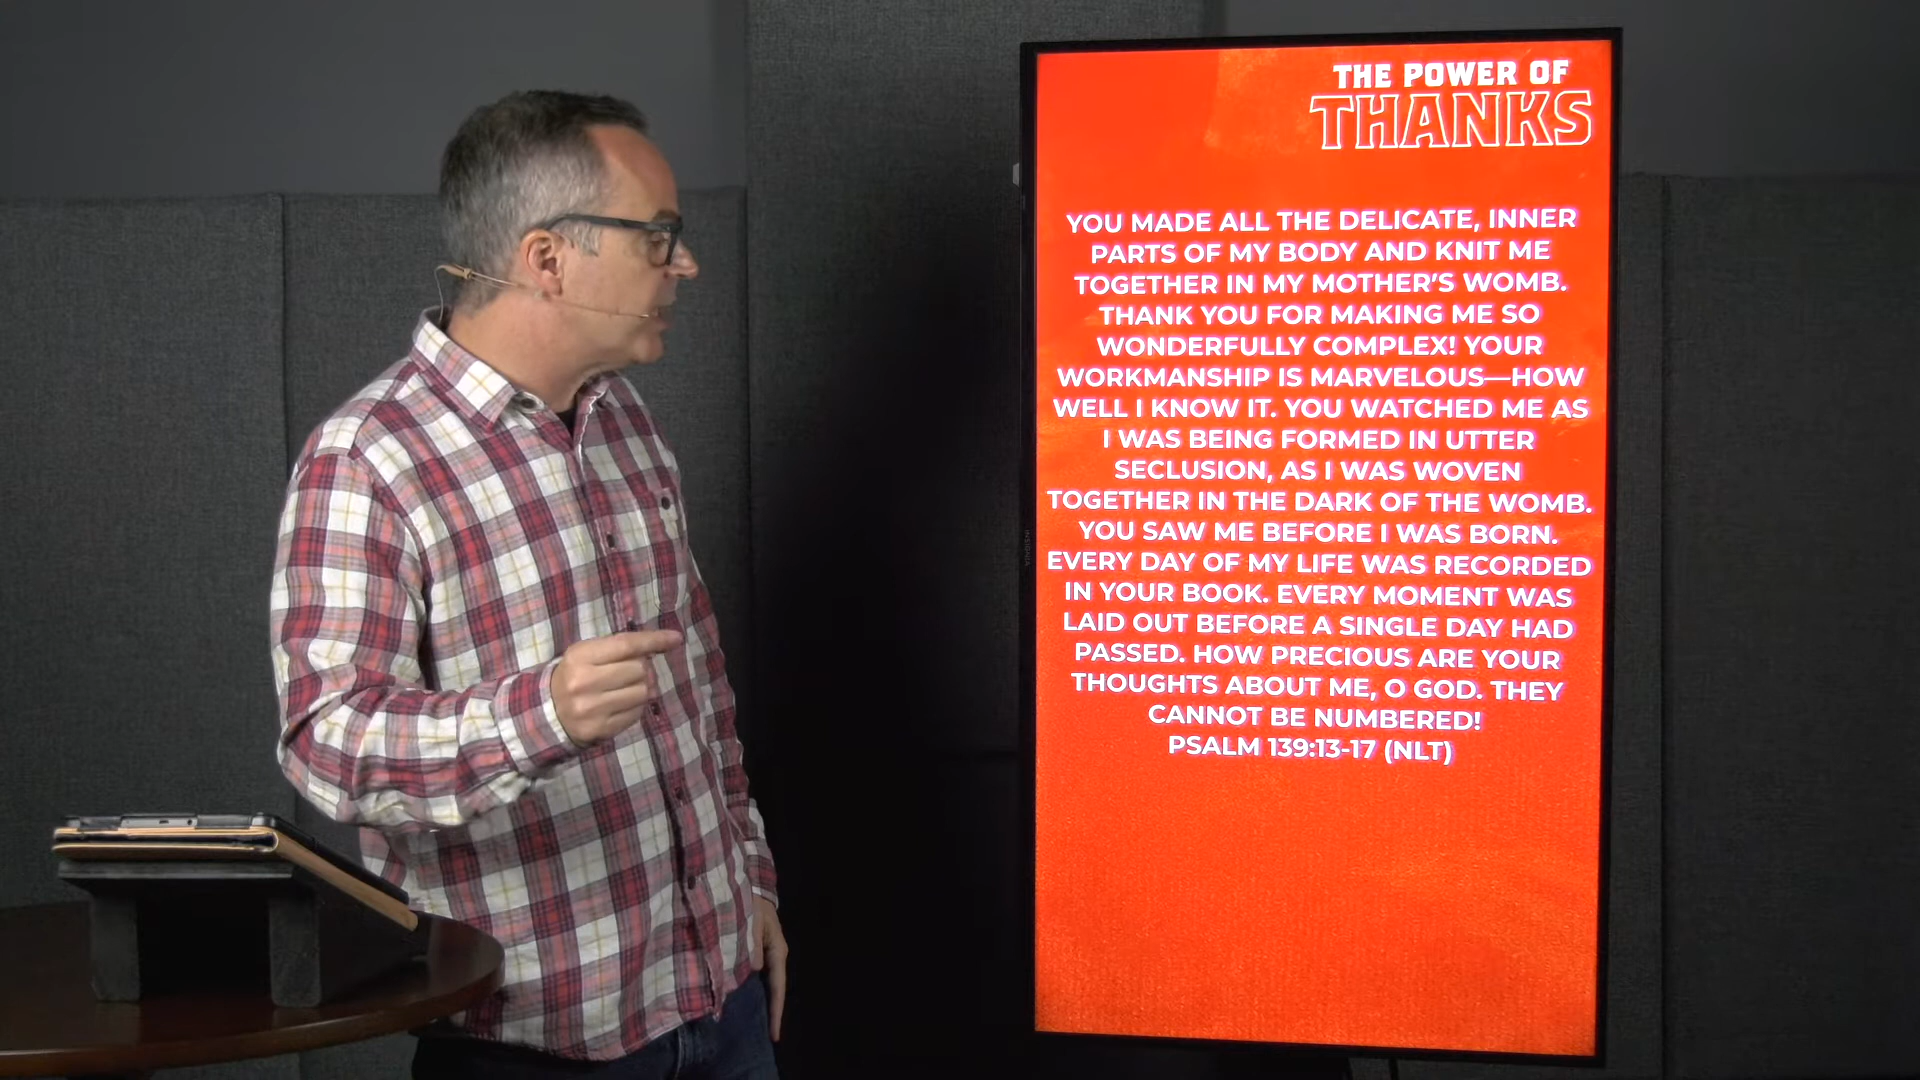 THE POWER OF
THANKS
YOU MADE ALL THE DELICATE, INNER
PARTS OF MY BODY AND KNIT ME
TOGETHER IN MY MOTHER'S WOMB.
THANK YOU FOR MAKING ME SO
WONDERFULLY COMPLEX! YOUR
WORKMANSHIP IS MARVELOUS—HOW
WELL I KNOW IT. YOU WATCHED ME AS
I WAS BEING FORMED IN UTTER
SECLUSION, AS I WAS WOVEN
TOGETHER IN THE DARK OF THE WOMB.
YOU SAW ME BEFORE I WAS BORN.
EVERY DAY OF MY LIFE WAS RECORDED
IN YOUR BOOK. EVERY MOMENT WAS
LAID OUT BEFORE A SINGLE DAY HAD
PASSED. HOW PRECIOUS ARE YOUR
THOUGHTS ABOUT ME, O GOD. THEY
CANNOT BE NUMBERED!
PSALM 139:13-17 (NLT)
INSIGNIA